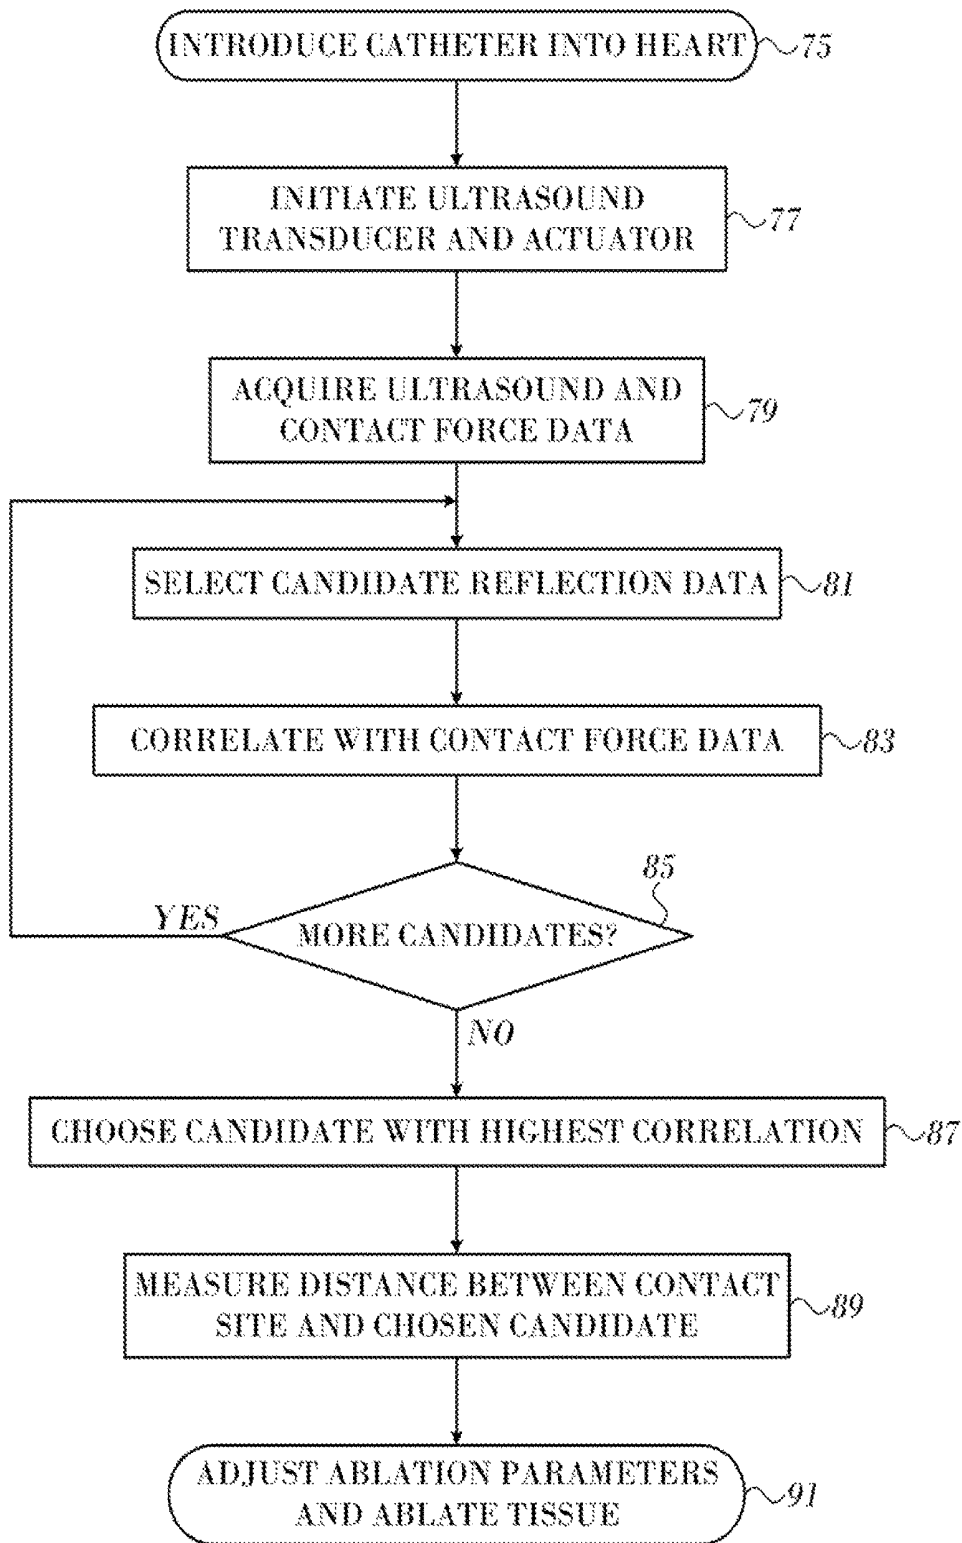 INTRODUCE CATHETER INTO HEART 75
INITIATE ULTRASOUND
TRANSDUCER AND ACTUATOR 77
ACQUIRE ULTRASOUND AND
CONTACT FORCE DATA 79
SELECT CANDIDATE REFLECTION DATA 81
CORRELATE WITH CONTACT FORCE DATA 83
85
YES
MORE CANDIDATES?
NO
CHOOSE CANDIDATE WITH HIGHEST CORRELATION 87
MEASURE DISTANCE BETWEEN CONTACT
SITE AND CHOSEN CANDIDATE 89
ADJUST ABLATION PARAMETERS
AND ABLATE TISSUE 91